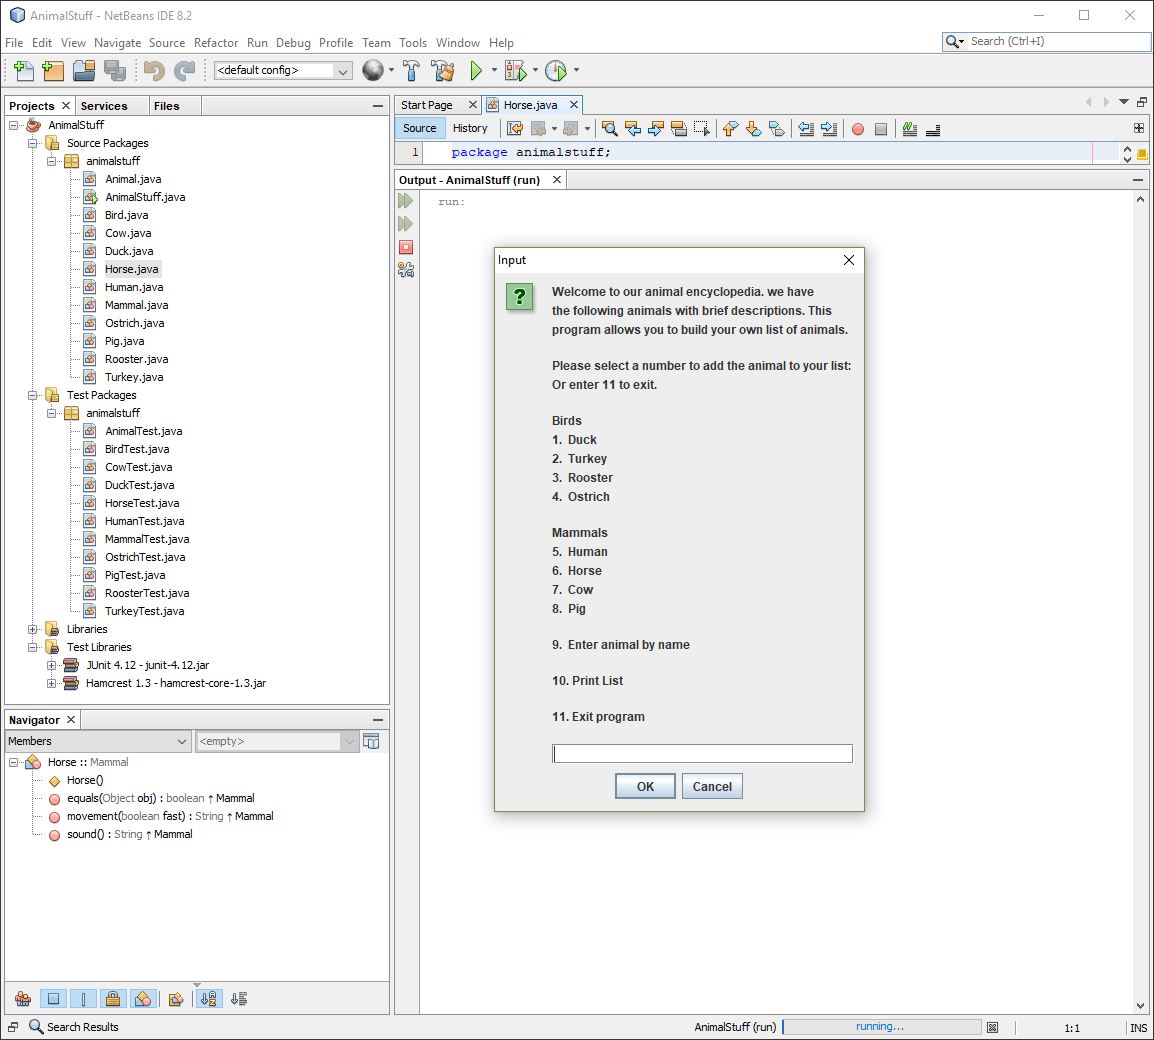 AnimalStuff - NetBeans IDE 8.2
File Edit View Navigate Source Refactor Run Debug Profile Team Tools Window Help
Search (Ctrl+I)
<default config>
Projects Services Files
AnimalStuff
Source Packages
animalstuff
Animal.java
AnimalStuff.java
Bird.java
Cow.java
Duck.java
Horse.java
Human.java
Mammal.java
Ostrich.java
Pig.java
Rooster.java
Turkey.java
Test Packages
animalstuff
AnimalTest.java
BirdTest.java
CowTest.java
DuckTest.java
HorseTest.java
HumanTest.java
MammalTest.java
OstrichTest.java
PigTest.java
RoosterTest.java
TurkeyTest.java
Libraries
Test Libraries
JUnit 4.12 - junit-4.12.jar
Hamcrest 1.3 - hamcrest-core-1.3.jar
Navigator
Members <empty>
Horse :: Mammal
Horse()
equals(Object obj) : boolean ↑ Mammal
movement(boolean fast) : String ↑ Mammal
sound() : String ↑ Mammal
Start Page Horse.java
Source History
1 package animalstuff;
Output - AnimalStuff (run)
run:
Input
?
Welcome to our animal encyclopedia. we have
the following animals with brief descriptions. This
program allows you to build your own list of animals.
Please select a number to add the animal to your list:
Or enter 11 to exit.
Birds
1. Duck
2. Turkey
3. Rooster
4. Ostrich
Mammals
5. Human
6. Horse
7. Cow
8. Pig
9. Enter animal by name
10. Print List
11. Exit program
OK Cancel
Search Results
AnimalStuff (run) running... 1:1 INS